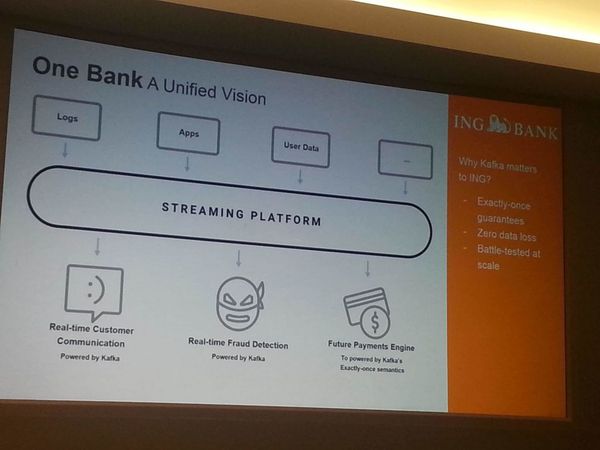 One Bank A Unified Vision
Logs
Apps
User Data
...
STREAMING PLATFORM
Real-time Customer
Communication
Powered by Kafka
Real-time Fraud Detection
Powered by Kafka
Future Payments Engine
To powered by Kafka's
Exactly-once semantics
ING BANK
Why Kafka matters
to ING?
- Exactly-once
guarantees
- Zero data loss
- Battle-tested at
scale